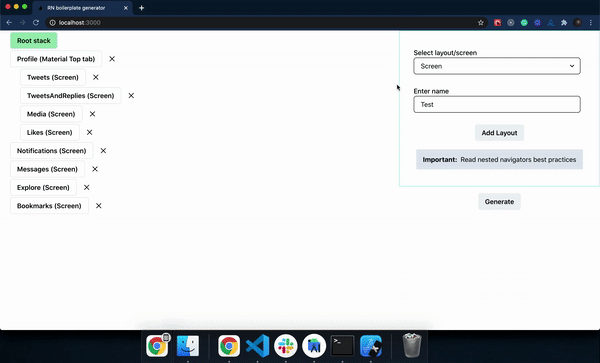 RN boilerplate generator
localhost:3000
Root stack
Profile (Material Top tab)
Tweets (Screen)
TweetsAndReplies (Screen)
Media (Screen)
Likes (Screen)
Notifications (Screen)
Messages (Screen)
Explore (Screen)
Bookmarks (Screen)
Select layout/screen
Screen
Enter name
Test
Add Layout
Important: Read nested navigators best practices
Generate